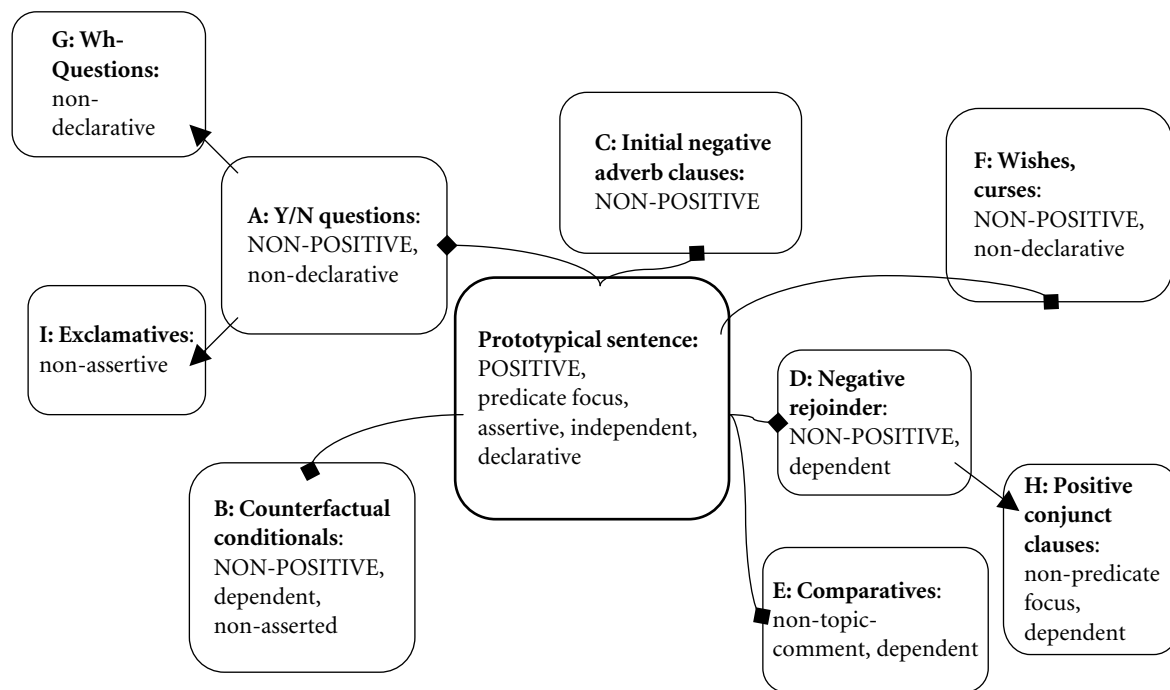 G: Wh-
Questions:
non-
declarative
C: Initial negative
adverb clauses:
NON-POSITIVE
F: Wishes,
curses:
NON-POSITIVE,
non-declarative
A: Y/N questions:
NON-POSITIVE,
non-declarative
I: Exclamatives:
non-assertive
Prototypical sentence:
POSITIVE,
predicate focus,
assertive, independent,
declarative
D: Negative
rejoinder:
NON-POSITIVE,
dependent
B: Counterfactual
conditionals:
NON-POSITIVE,
dependent,
non-asserted
H: Positive
conjunct
clauses:
non-predicate
focus,
dependent
E: Comparatives:
non-topic-
comment, dependent